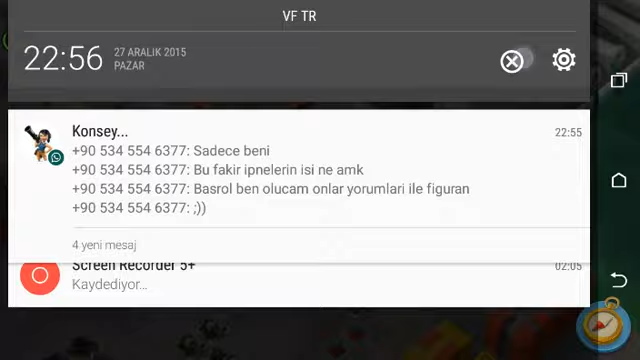 VF TR
22:56
27 ARALIK 2015
PAZAR
Konsey...
22:55
+90 534 554 6377: Sadece beni
+90 534 554 6377: Bu fakir ipnelerin isi ne amk
+90 534 554 6377: Basrol ben olucam onlar yorumlari ile figuran
+90 534 554 6377: ;))
4 yeni mesaj
Screen Recorder 5+
02:05
Kaydediyor...